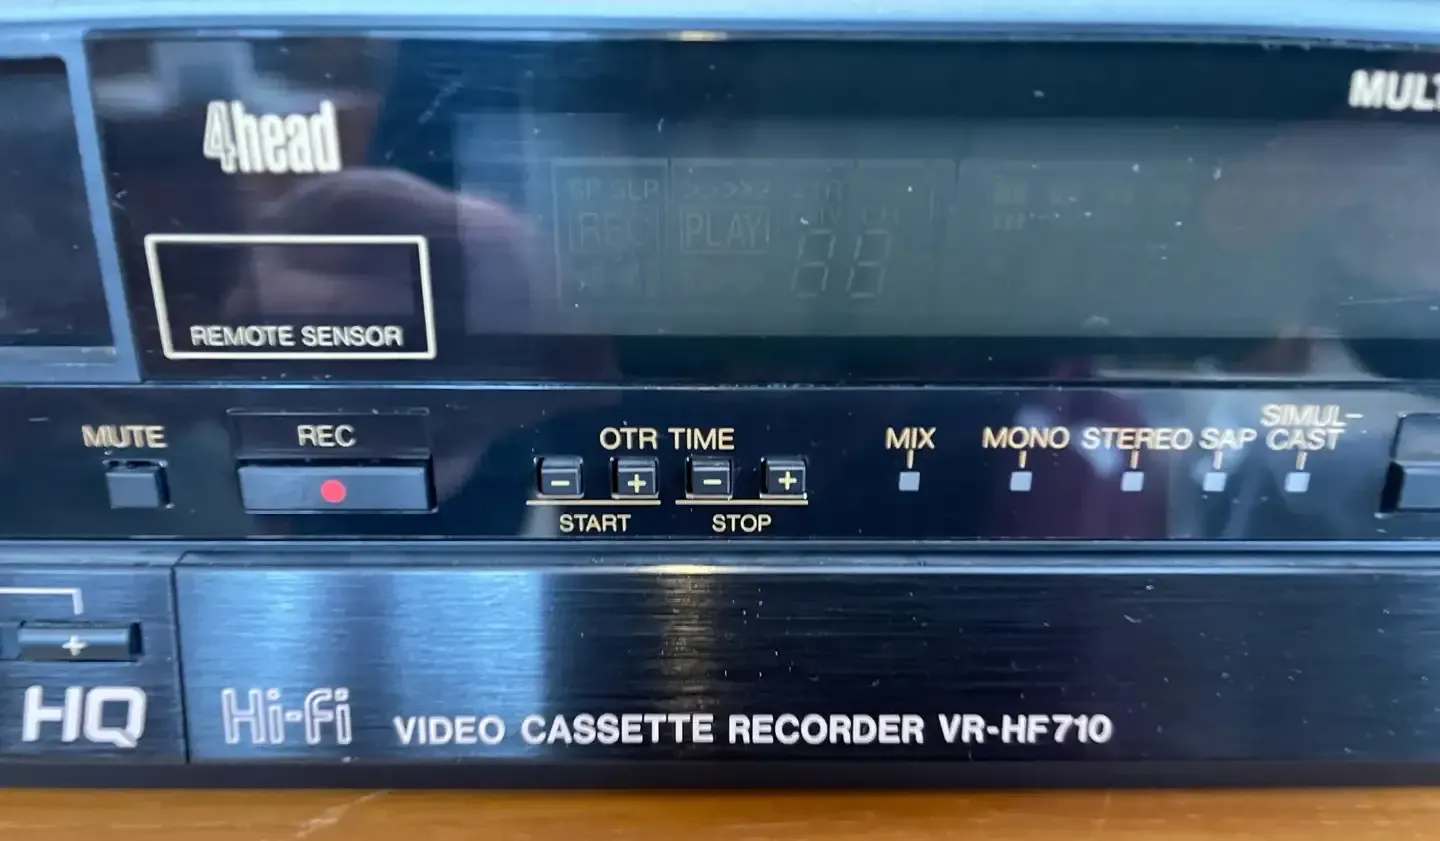 4head
MULT
SP SLP
REC
PLAY
88
REMOTE SENSOR
MUTE
REC
OTR TIME
- + - +
START
STOP
MIX
MONO
STEREO
SAP
SIMUL-
CAST
+
HQ
Hi-Fi
VIDEO CASSETTE RECORDER VR-HF710